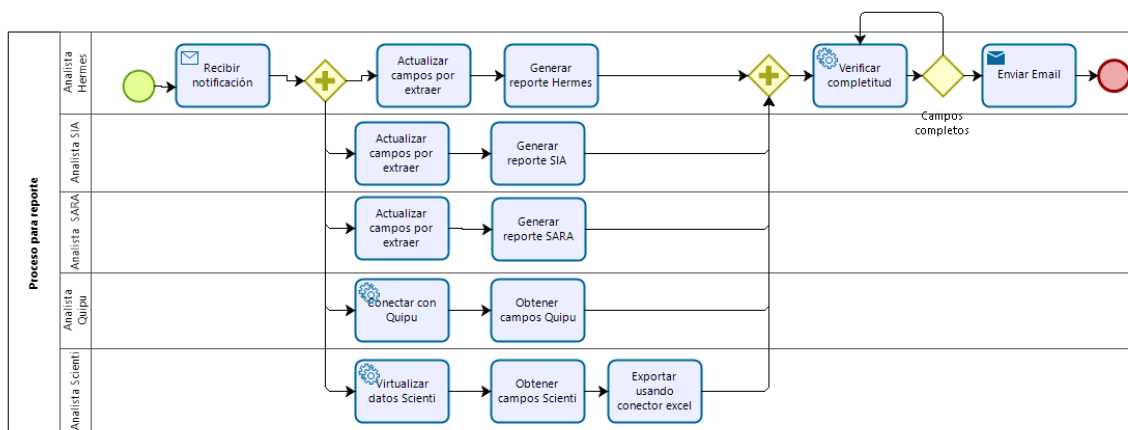 Proceso para reporte
Analista
Hermes
Recibir
notificación
Actualizar
campos por
extraer
Generar
reporte Hermes
Verificar
completitud
Campos
completos
Enviar Email
Analista SIA
Actualizar
campos por
extraer
Generar
reporte SIA
Analista SARA
Actualizar
campos por
extraer
Generar
reporte SARA
Analista
Quipu
Conectar con
Quipu
Obtener
campos Quipu
Analista Scienti
Virtualizar
datos Scienti
Obtener
campos Scienti
Exportar
usando
conector excel